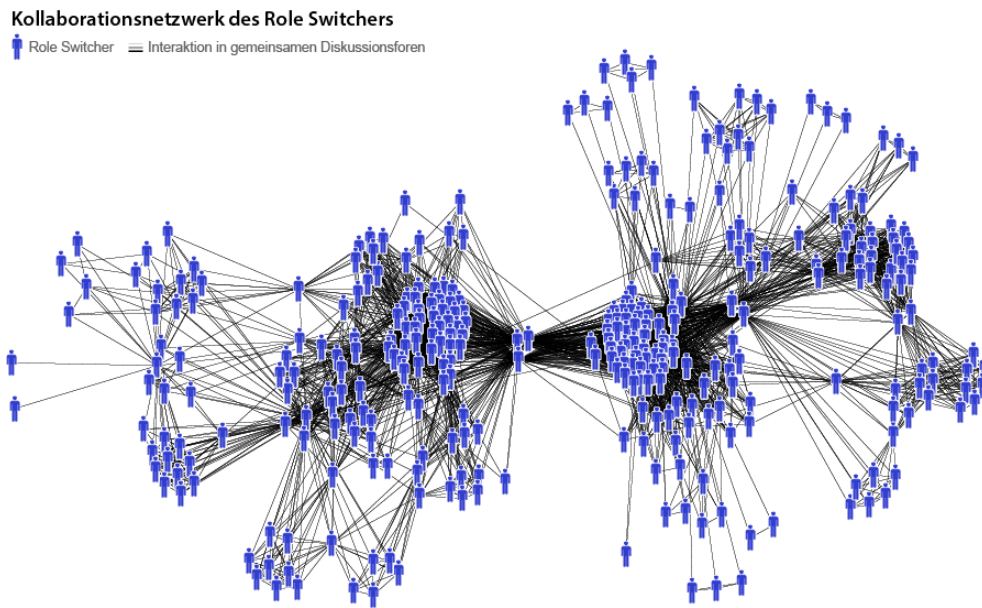 Kollaborationsnetzwerk des Role Switchers
Role Switcher Interaktion in gemeinsamen Diskussionsforen